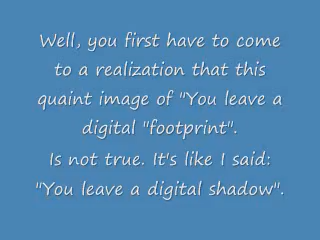 Well, you first have to come
to a realization that this
quaint image of "You leave a
digital "footprint".
Is not true. It's like I said:
"You leave a digital shadow".